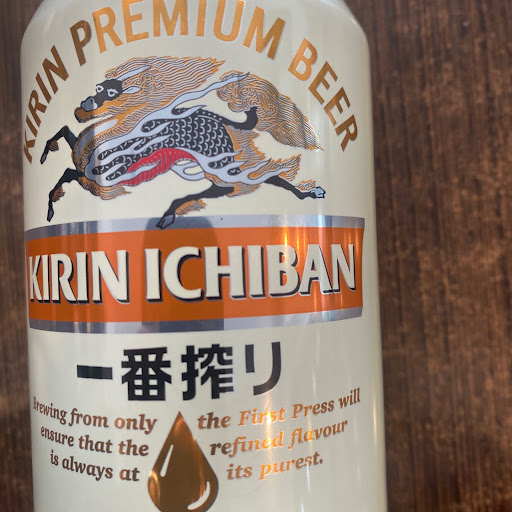 KIRIN PREMIUM BEER
KIRIN ICHIBAN
一番搾り
Brewing from only the First Press will
ensure that the refined flavour
is always at its purest.